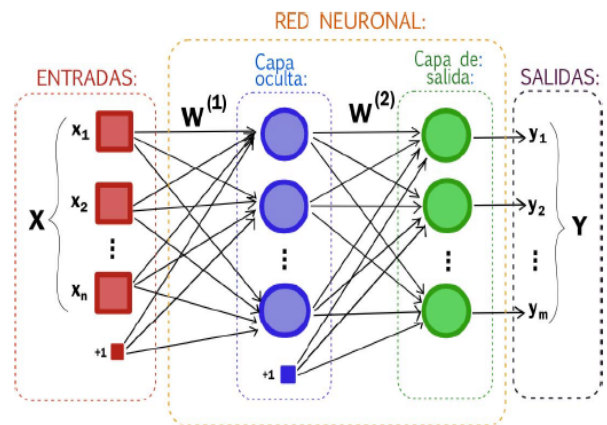 RED NEURONAL:
ENTRADAS:
Capa
oculta:
Capa de:
salida:
SALIDAS:
W(1)
W(2)
x1
y1
x2
y2
X
Y
⋮
⋮
⋮
⋮
xn
ym
+1
+1